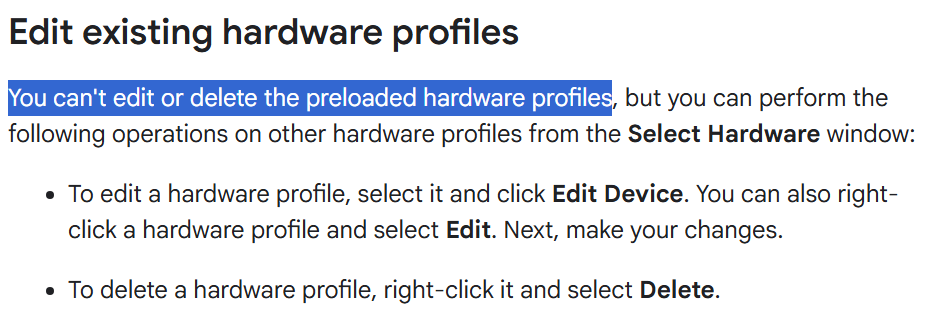 Edit existing hardware profiles
You can't edit or delete the preloaded hardware profiles, but you can perform the
following operations on other hardware profiles from the Select Hardware window:
• To edit a hardware profile, select it and click Edit Device. You can also right-
click a hardware profile and select Edit. Next, make your changes.
• To delete a hardware profile, right-click it and select Delete.